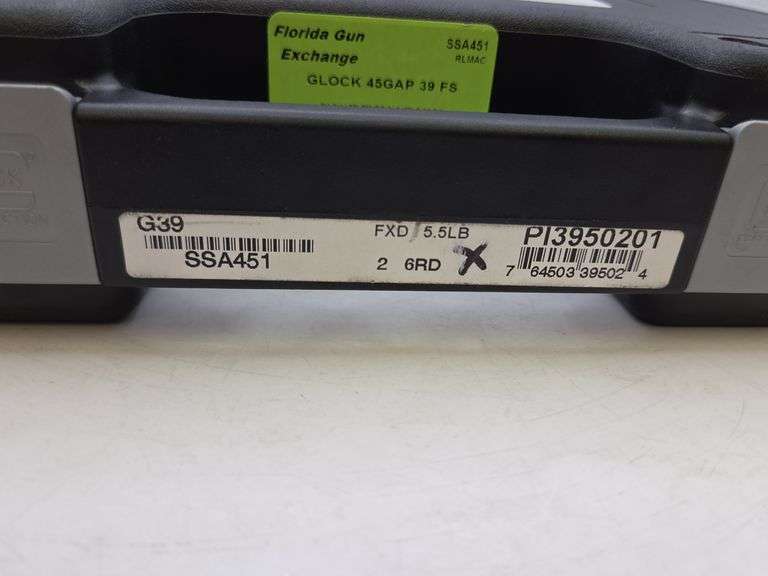 Florida Gun
Exchange
SSA451
RLMAC
GLOCK 45GAP 39 FS
G39
SSA451
FXD 5.5LB
2 6RD X
PI3950201
7 64503 39502 4